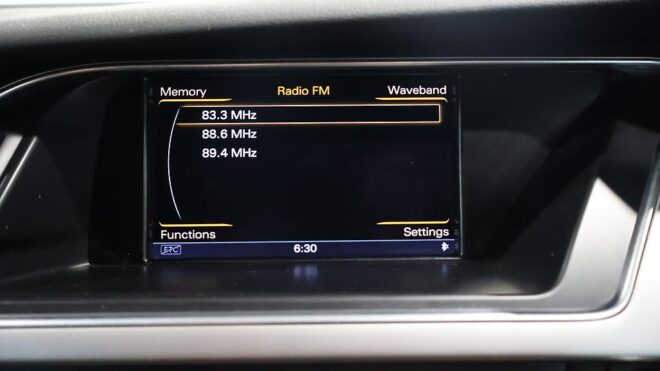 Memory Radio FM Waveband
83.3 MHz
88.6 MHz
89.4 MHz
Functions Settings
6:30